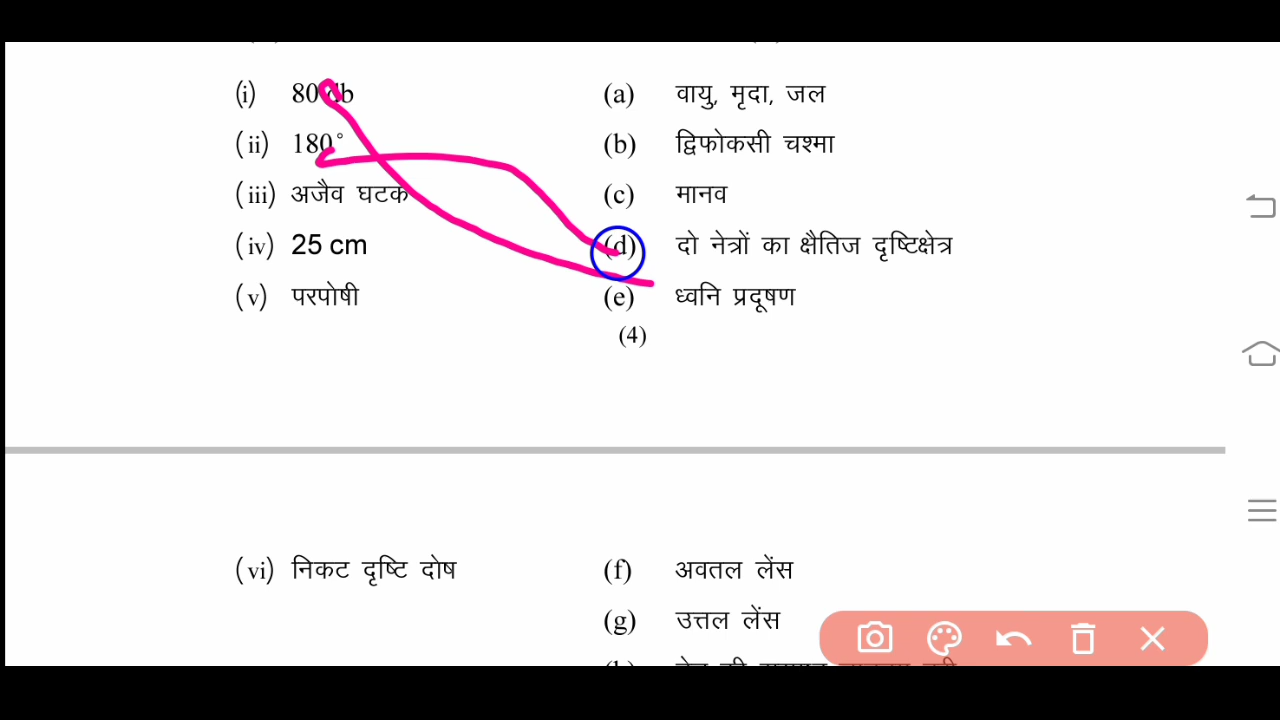 (i) 80 db (a) वायु, मृदा, जल
(ii) 180° (b) द्विफोकसी चश्मा
(iii) अजैव घटक (c) मानव
(iv) 25 cm (d) दो नेत्रों का क्षैतिज दृष्टिक्षेत्र
(v) परपोषी (e) ध्वनि प्रदूषण
(4)
(vi) निकट दृष्टि दोष (f) अवतल लेंस
(g) उत्तल लेंस